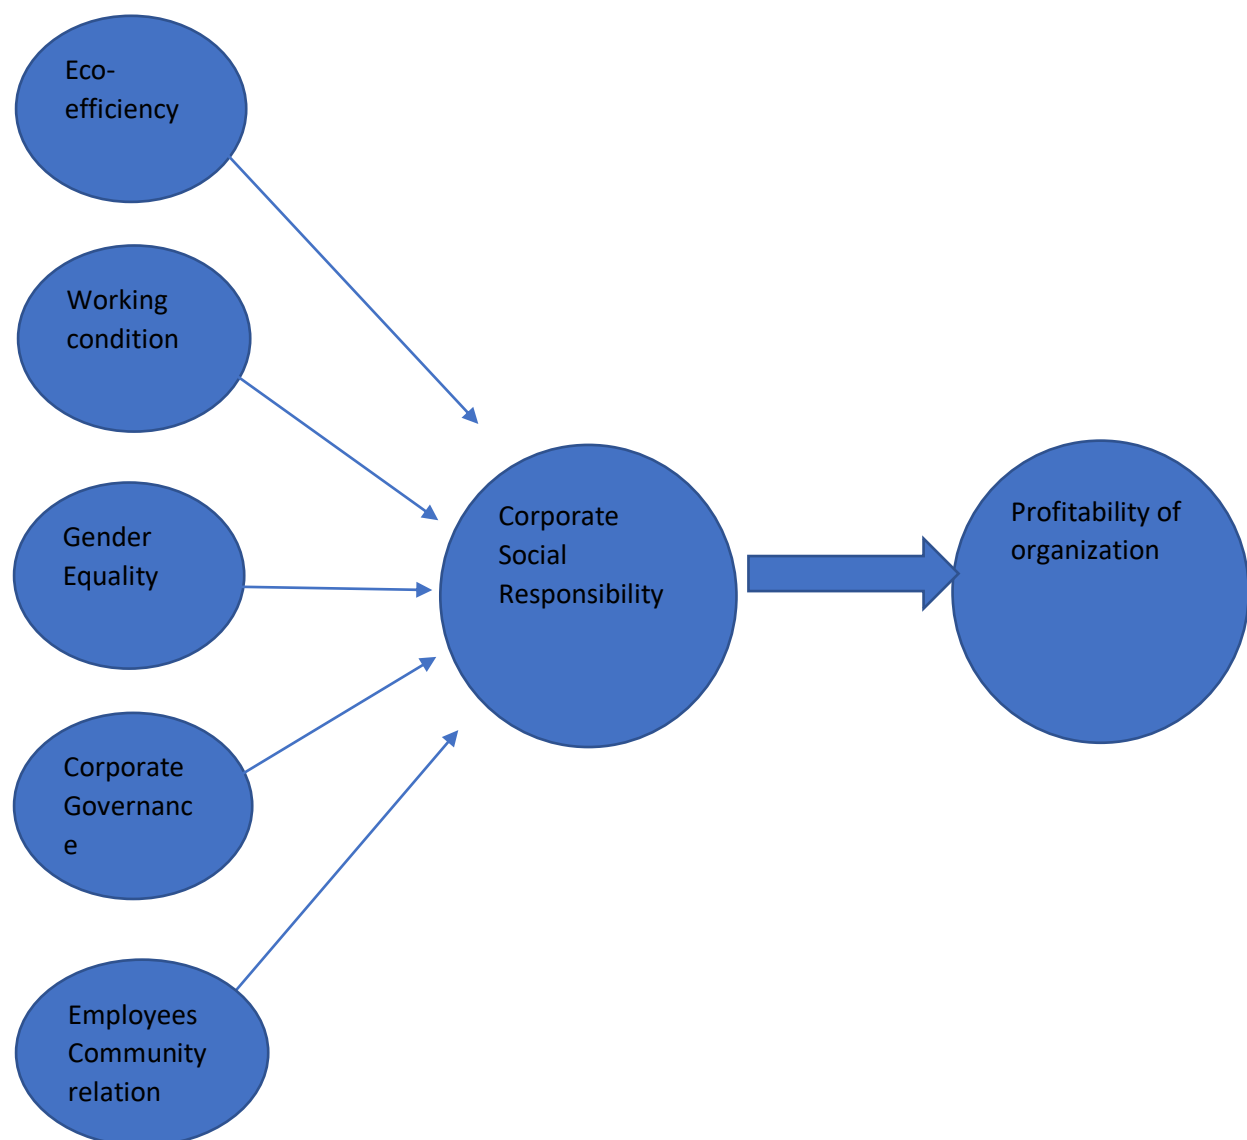 Eco-
efficiency
Working
condition
Gender
Equality
Corporate
Governanc
e
Employees
Community
relation
Corporate
Social
Responsibility
Profitability of
organization